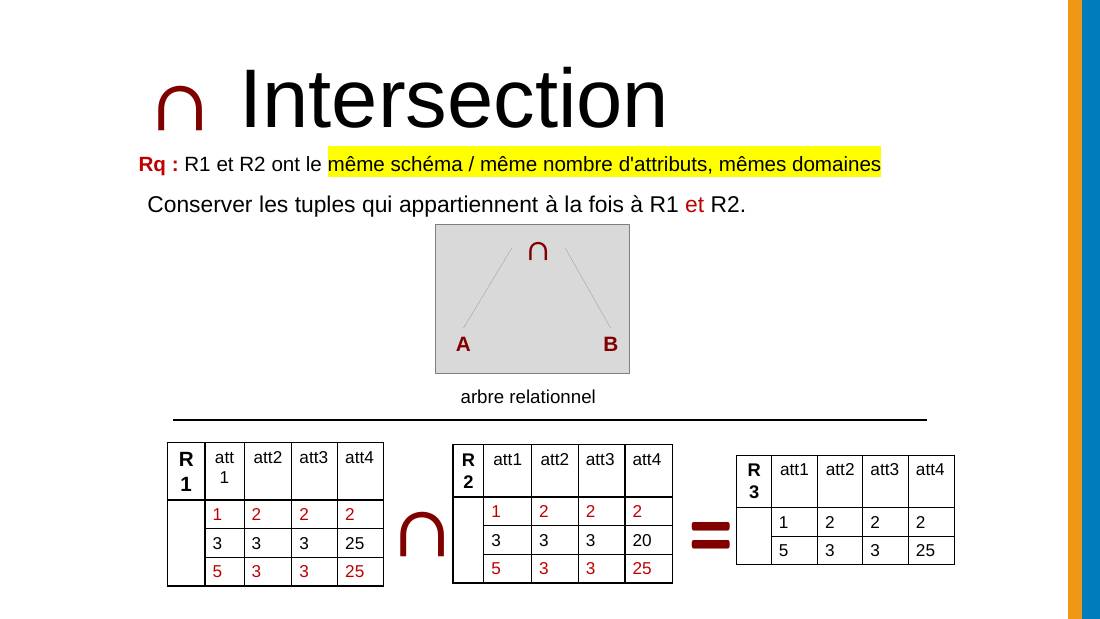 ∩ Intersection
Rq : R1 et R2 ont le même schéma / même nombre d'attributs, mêmes domaines
Conserver les tuples qui appartiennent à la fois à R1 et R2.
∩
A B
arbre relationnel
R1 att1 att2 att3 att4
1 2 2 2
3 3 3 25
5 3 3 25
∩
R2 att1 att2 att3 att4
1 2 2 2
3 3 3 20
5 3 3 25
=
R3 att1 att2 att3 att4
1 2 2 2
5 3 3 25